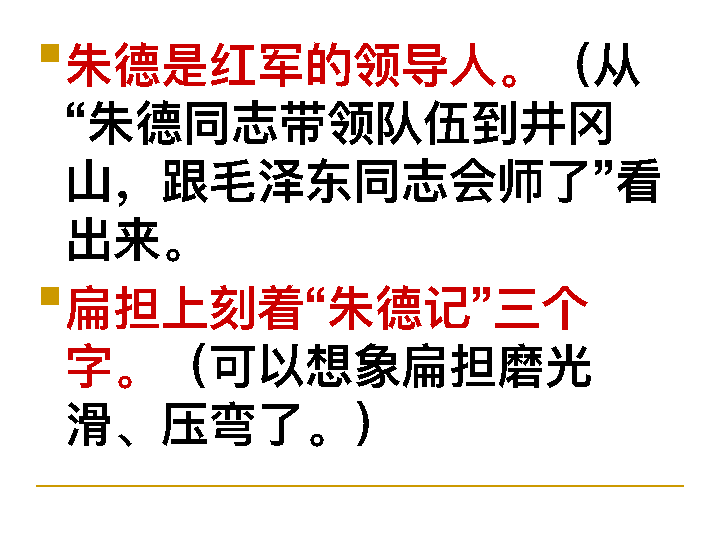 朱德是红军的领导人。（从
“朱德同志带领队伍到井冈
山，跟毛泽东同志会师了”看
出来。
扁担上刻着“朱德记”三个
字。（可以想象扁担磨光
滑、压弯了。）